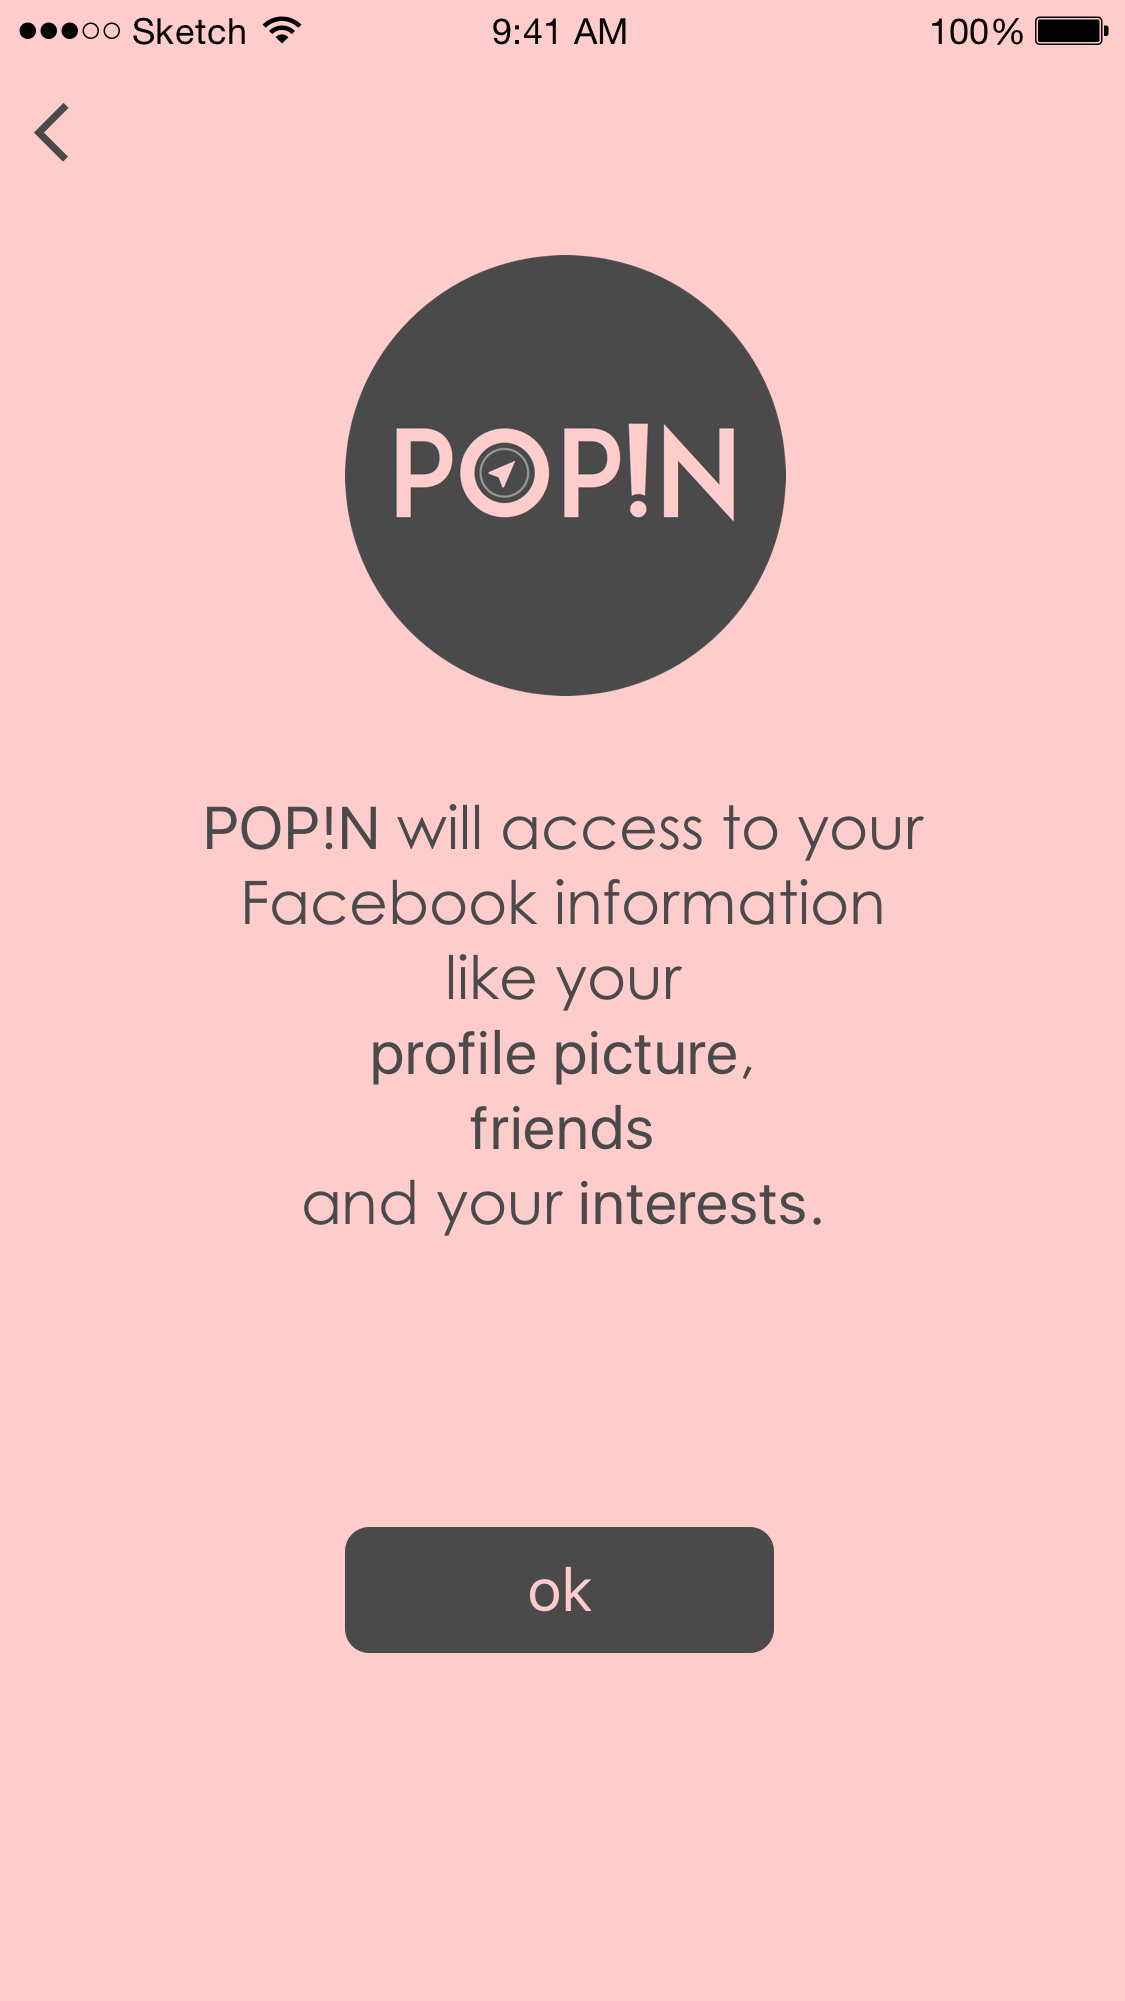 Sketch 9:41 AM 100%
POP!N
POP!N will access to your
Facebook information
like your
profile picture,
friends
and your interests.
ok